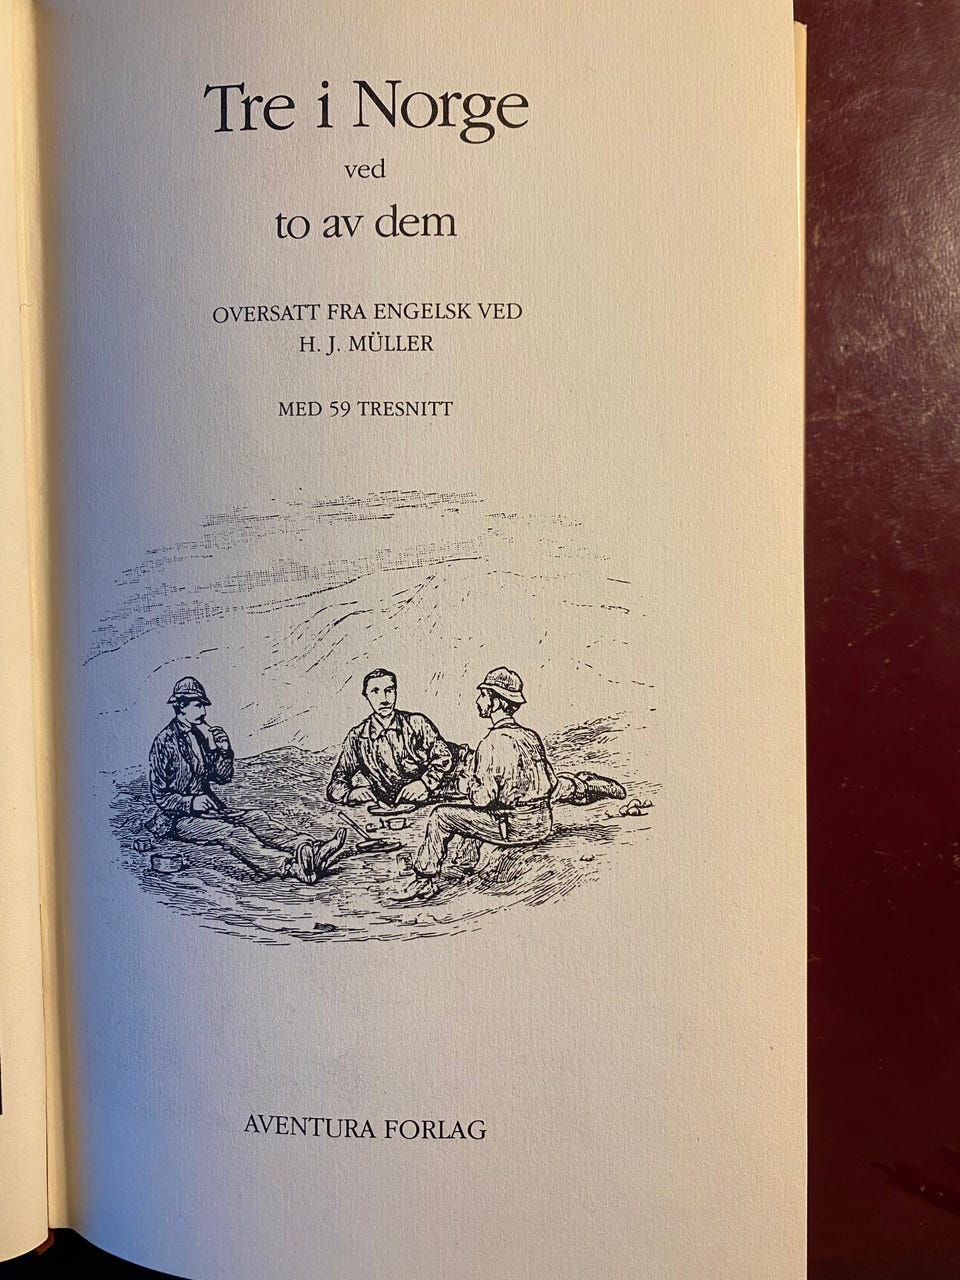 Tre i Norge
ved
to av dem
OVERSATT FRA ENGELSK VED
H. J. MÜLLER
MED 59 TRESNITT
AVENTURA FORLAG